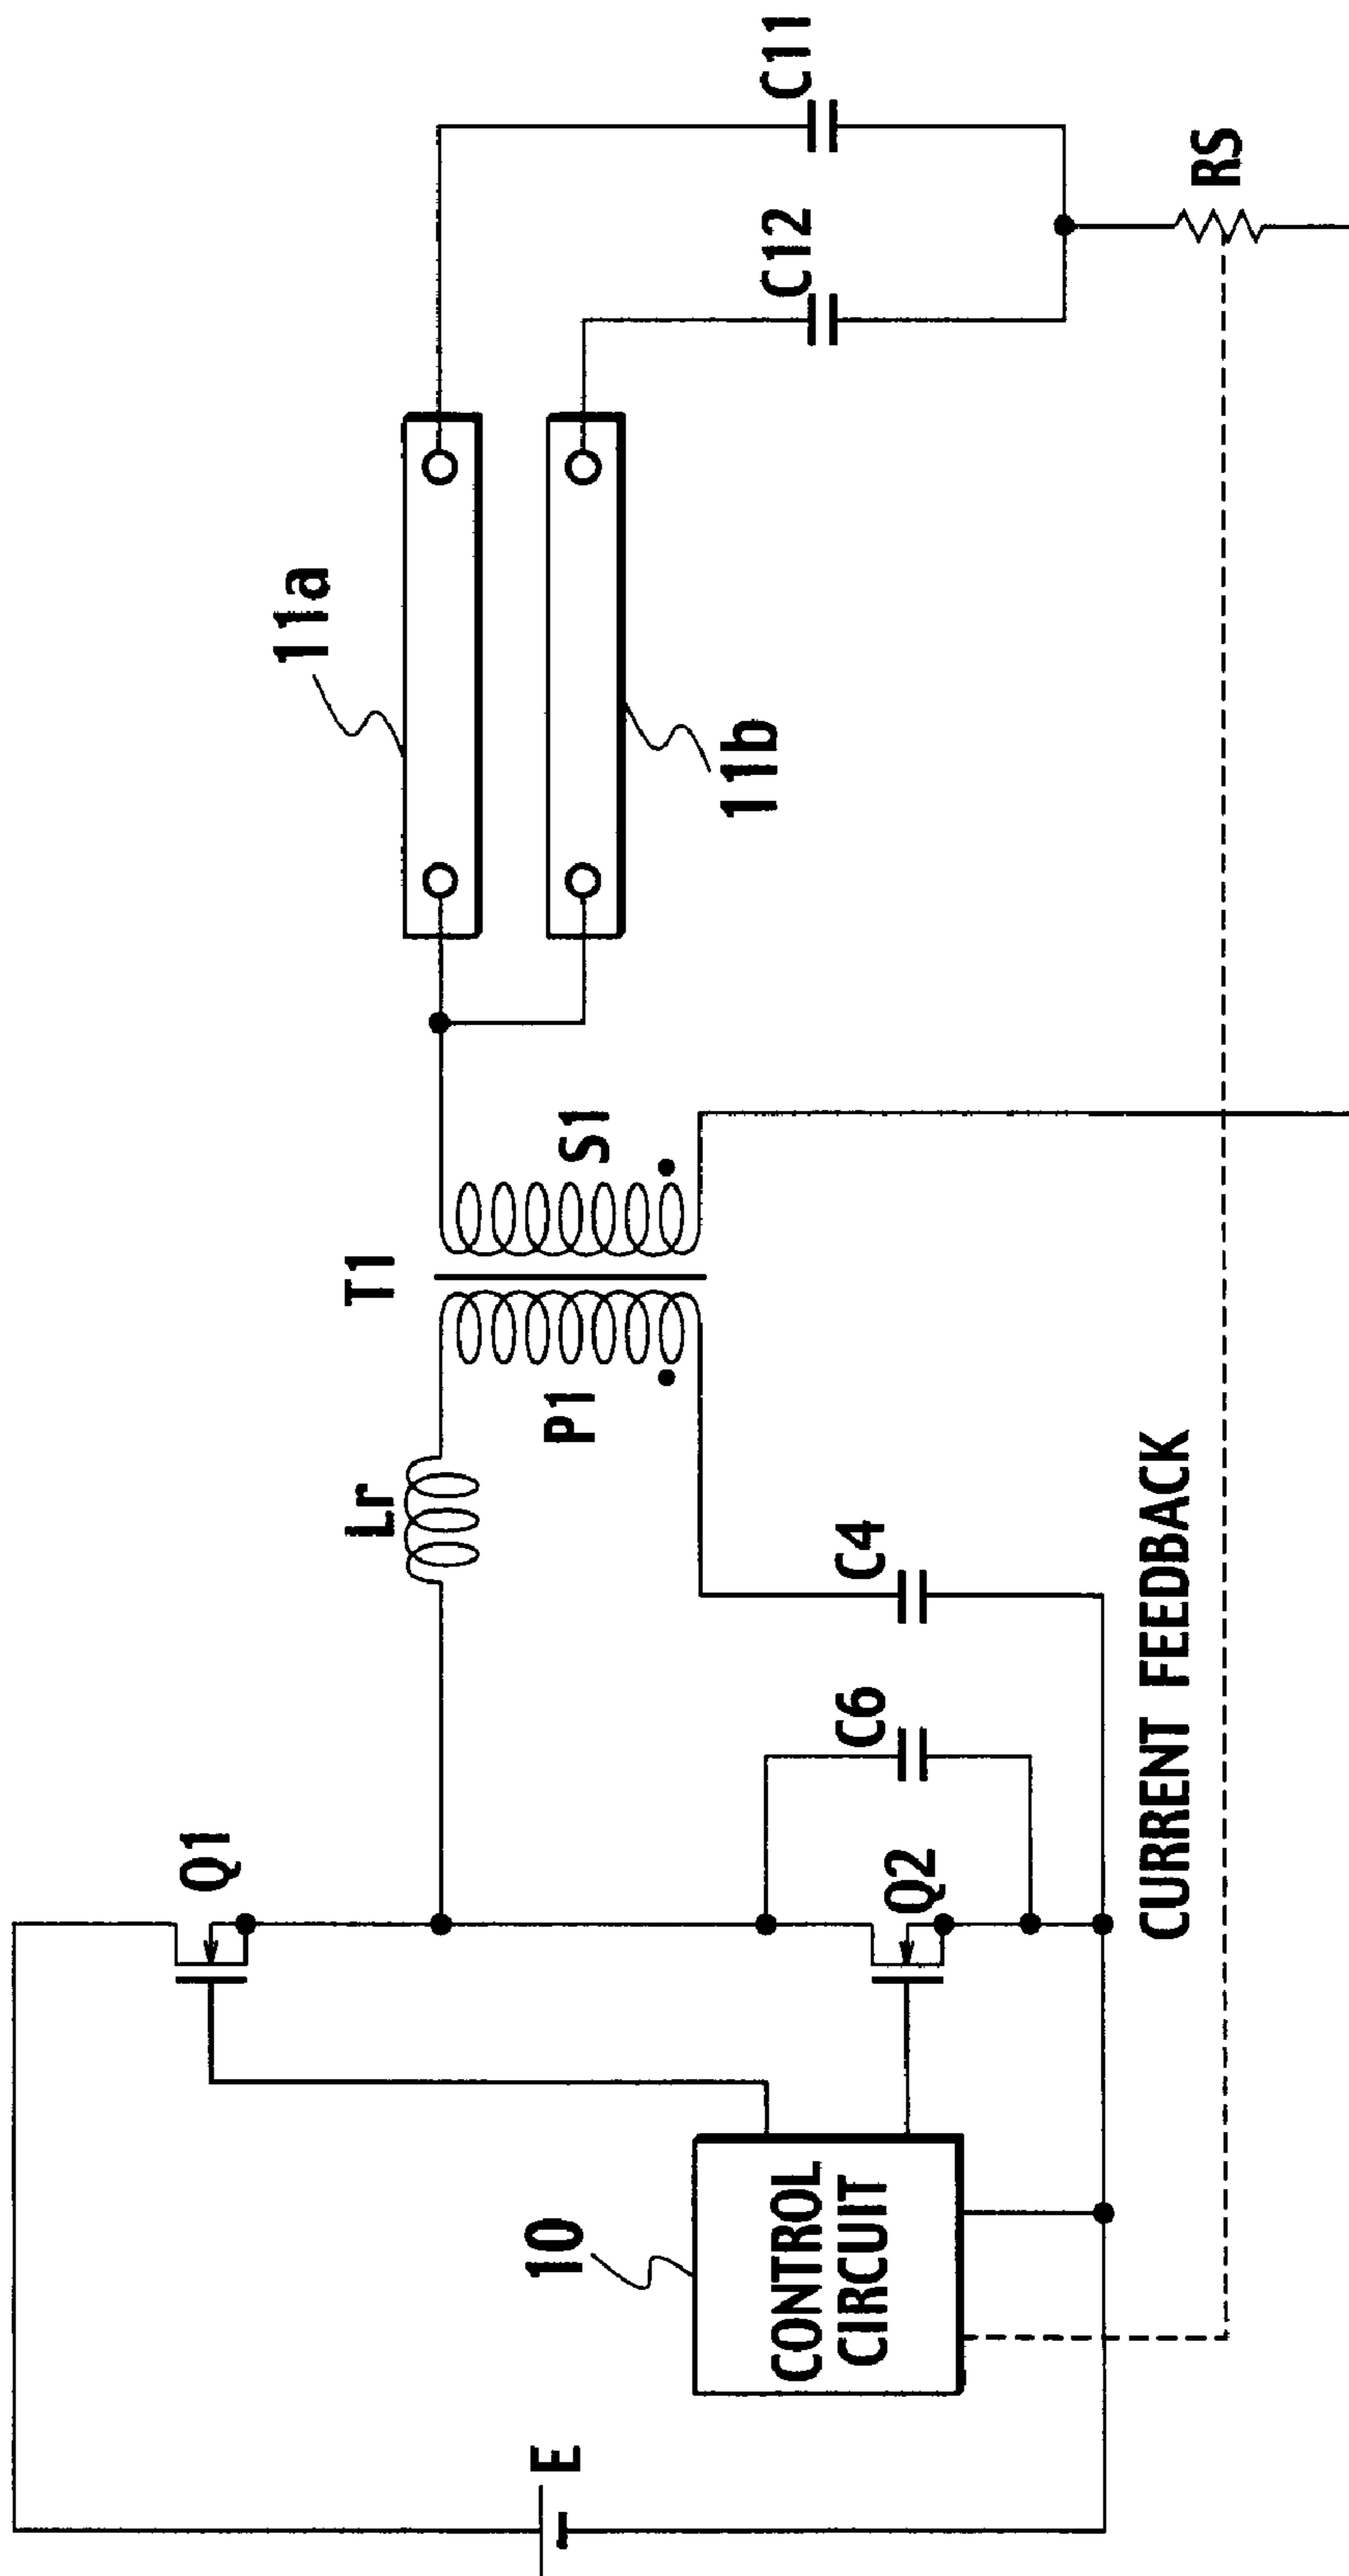 E
10
CONTROL
CIRCUIT
Q1
Q2
C6
C4
CURRENT FEEDBACK
Lr
P1
T1
S1
11a
11b
C12
C11
RS